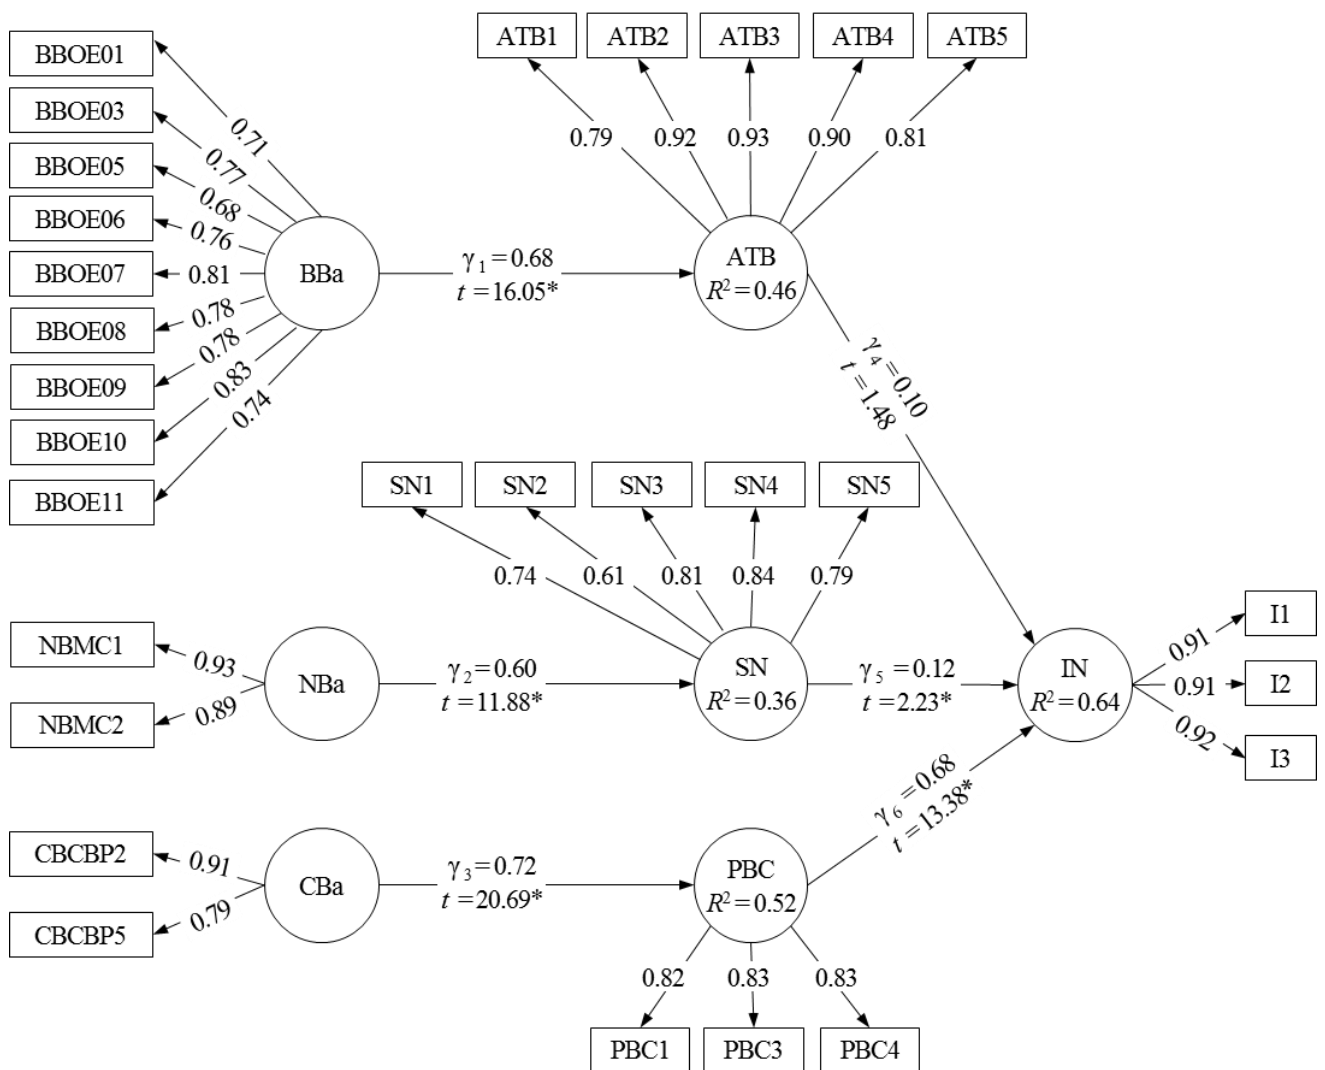 ATB1 ATB2 ATB3 ATB4 ATB5
BBOE01
BBOE03
BBOE05
BBOE06
BBOE07
BBOE08
BBOE09
BBOE10
BBOE11
0.71
0.77
0.68
0.76
0.81
0.78
0.78
0.83
0.74
BBa
γ1=0.68
t=16.05*
0.79 0.92 0.93 0.90 0.81
ATB
R²=0.46
γ4=0.10
t=1.48
SN1 SN2 SN3 SN4 SN5
0.74 0.61 0.81 0.84 0.79
NBMC1
NBMC2
0.93
0.89
NBa
γ2=0.60
t=11.88*
SN
R²=0.36
γ5=0.12
t=2.23*
IN
R²=0.64
0.91
0.91
0.92
I1
I2
I3
CBCBP2
CBCBP5
0.91
0.79
CBa
γ3=0.72
t=20.69*
PBC
R²=0.52
γ6=0.68
t=13.38*
0.82 0.83 0.83
PBC1 PBC3 PBC4